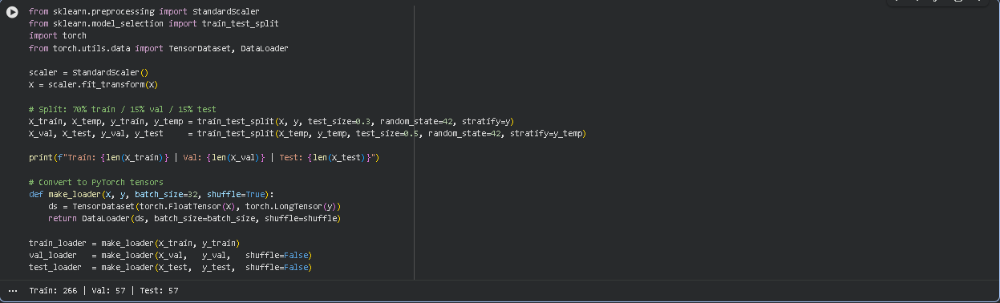 from sklearn.preprocessing import StandardScaler
from sklearn.model_selection import train_test_split
import torch
from torch.utils.data import TensorDataset, DataLoader
scaler = StandardScaler()
X = scaler.fit_transform(X)
# Split: 70% train / 15% val / 15% test
X_train, X_temp, y_train, y_temp = train_test_split(X, y, test_size=0.3, random_state=42, stratify=y)
X_val, X_test, y_val, y_test     = train_test_split(X_temp, y_temp, test_size=0.5, random_state=42, stratify=y_temp)
print(f"Train: {len(X_train)} | Val: {len(X_val)} | Test: {len(X_test)}")
# Convert to PyTorch tensors
def make_loader(X, y, batch_size=32, shuffle=True):
    ds = TensorDataset(torch.FloatTensor(X), torch.LongTensor(y))
    return DataLoader(ds, batch_size=batch_size, shuffle=shuffle)
train_loader = make_loader(X_train, y_train)
val_loader   = make_loader(X_val,   y_val,   shuffle=False)
test_loader  = make_loader(X_test,  y_test,  shuffle=False)
Train: 266 | Val: 57 | Test: 57